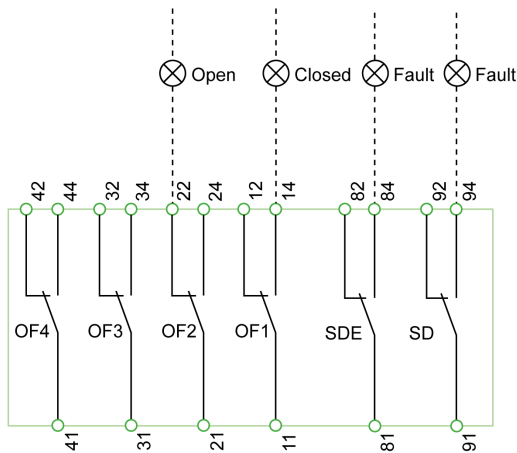 Open Closed Fault Fault
42 44 32 34 22 24 12 14 82 84 92 94
OF4 OF3 OF2 OF1 SDE SD
41 31 21 11 81 91